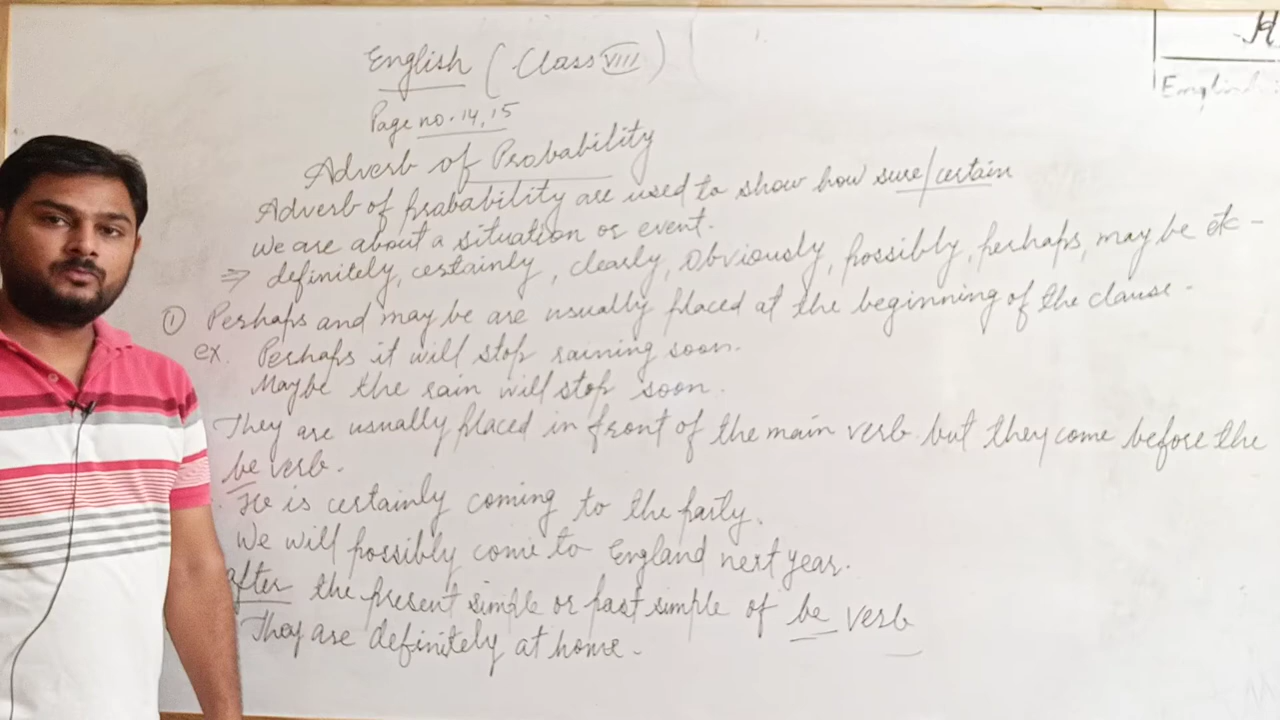 English (Class VIII)
Page no. 14, 15
Adverb of Probability
Adverb of probability are used to show how sure/certain
we are about a situation or event.
⇒ definitely, certainly, clearly, Obviously, possibly, perhaps, may be etc -
① Perhaps and may be are usually placed at the beginning of the clause.
ex. Perhaps it will stop raining soon.
Maybe the rain will stop soon.
They are usually placed in front of the main verb but they come before the
be verb.
He is certainly coming to the party.
We will possibly come to England next year.
after the present simple or past simple of be verb
They are definitely at home.
English